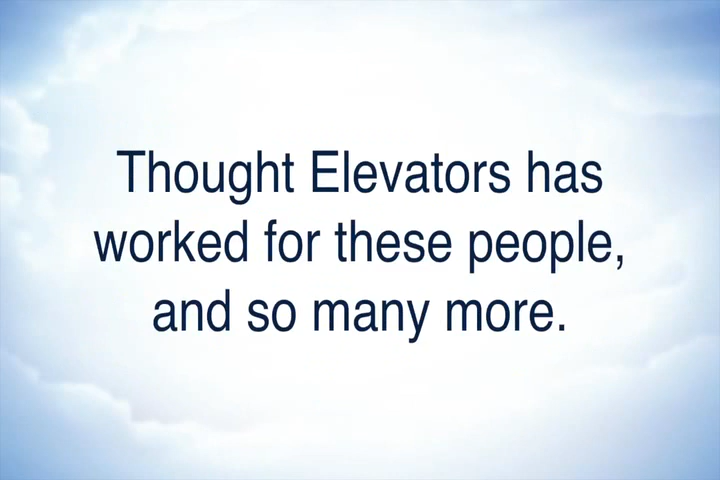 Thought Elevators has
worked for these people,
and so many more.